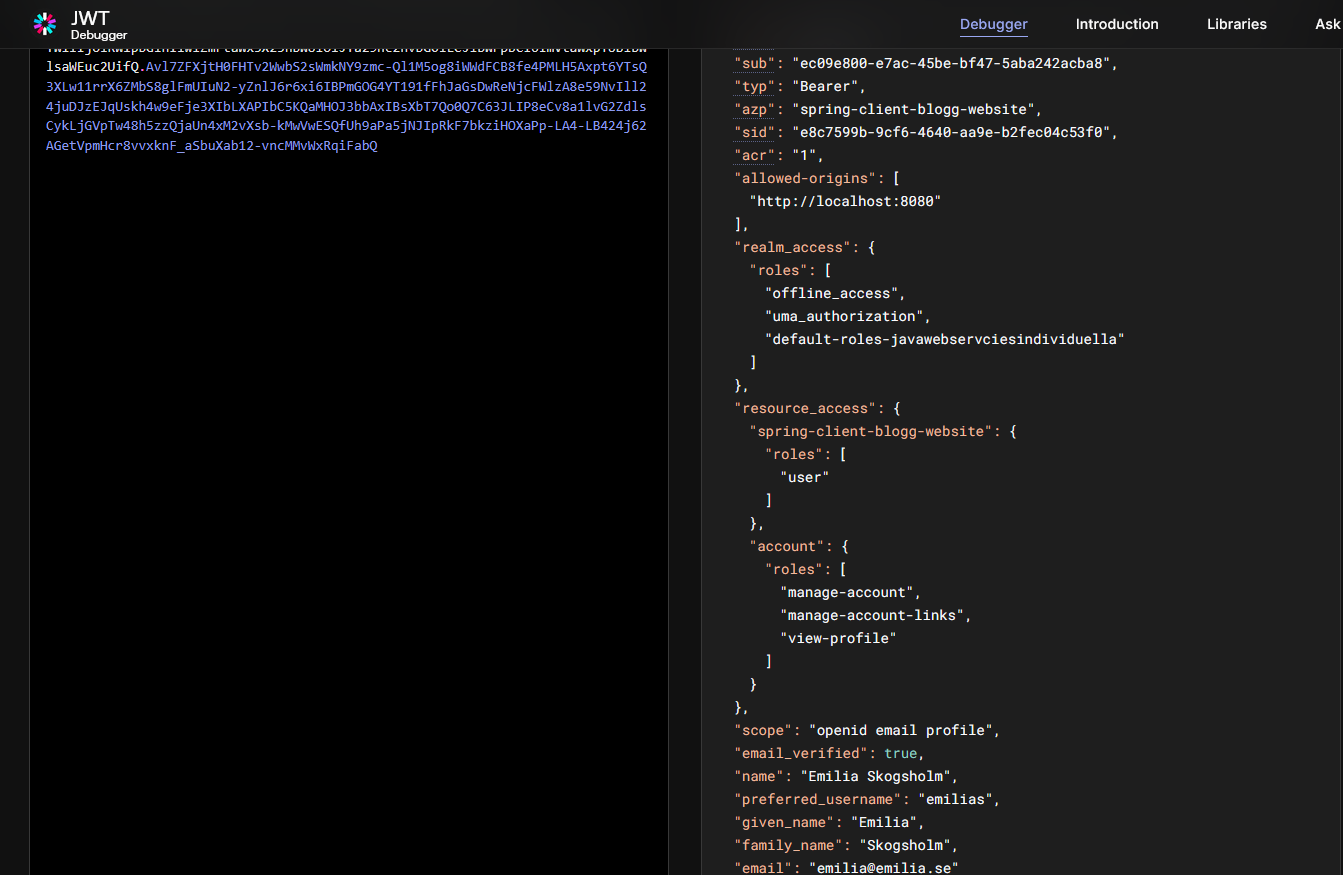 JWT
Debugger
Debugger
Introduction
Libraries
Ask
lsaWEuc2UifQ.Avl7ZFXjtH0FHTv2WwbS2sWmkNY9zmc-Ql1M5og8iWWdFCB8fe4PMLH5Axpt6YTsQ
3XLw11rrX6ZMbS8glFmUIuN2-yZnlJ6r6xi6IBPmGOG4YT191fFhJaGsDwReNjcFWlzA8e59NvIll2
4juDJzEJqUskh4w9eFje3XIbLXAPIbC5KQaMHOJ3bbAxIBsXbT7Qo0Q7C63JLIP8eCv8a1lvG2Zdls
CykLjGVpTw48h5zzQjaUn4xM2vXsb-kMwVwESQfUh9aPa5jNJIpRkF7bkziHOXaPp-LA4-LB424j62
AGetVpmHcr8vvxknF_aSbuXab12-vncMMvWxRqiFabQ
"sub": "ec09e800-e7ac-45be-bf47-5aba242acba8",
"typ": "Bearer",
"azp": "spring-client-blogg-website",
"sid": "e8c7599b-9cf6-4640-aa9e-b2fec04c53f0",
"acr": "1",
"allowed-origins": [
"http://localhost:8080"
],
"realm_access": {
"roles": [
"offline_access",
"uma_authorization",
"default-roles-javawebservciesindividuella"
]
},
"resource_access": {
"spring-client-blogg-website": {
"roles": [
"user"
]
},
"account": {
"roles": [
"manage-account",
"manage-account-links",
"view-profile"
]
}
},
"scope": "openid email profile",
"email_verified": true,
"name": "Emilia Skogsholm",
"preferred_username": "emilias",
"given_name": "Emilia",
"family_name": "Skogsholm",
"email": "emilia@emilia.se"